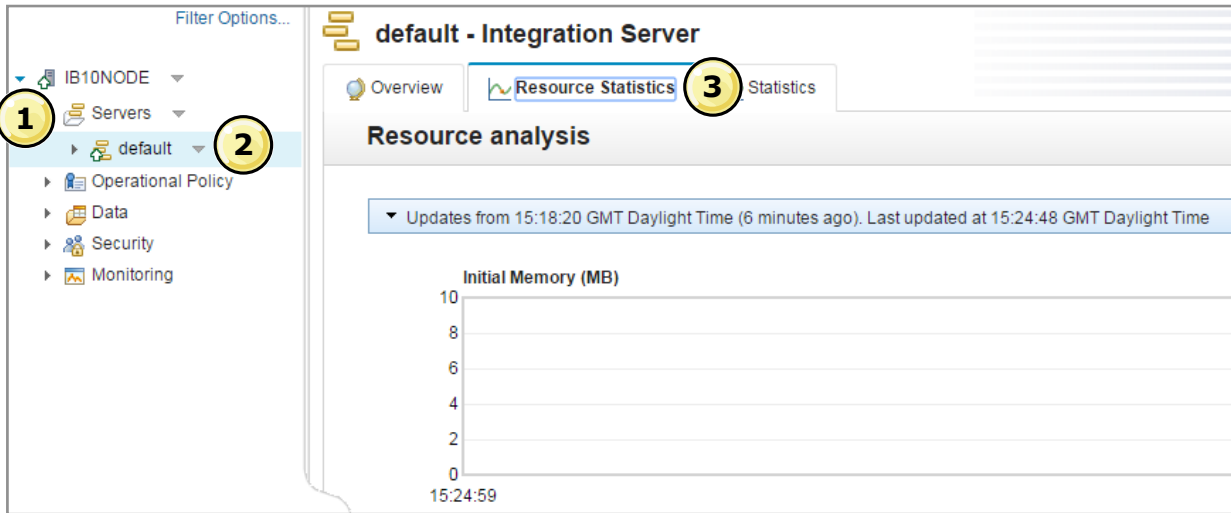 Filter Options...
IB10NODE
1
Servers
default
2
Operational Policy
Data
Security
Monitoring
default - Integration Server
Overview
Resource Statistics
3
Statistics
Resource analysis
Updates from 15:18:20 GMT Daylight Time (6 minutes ago). Last updated at 15:24:48 GMT Daylight Time
Initial Memory (MB)
10
8
6
4
2
0
15:24:59